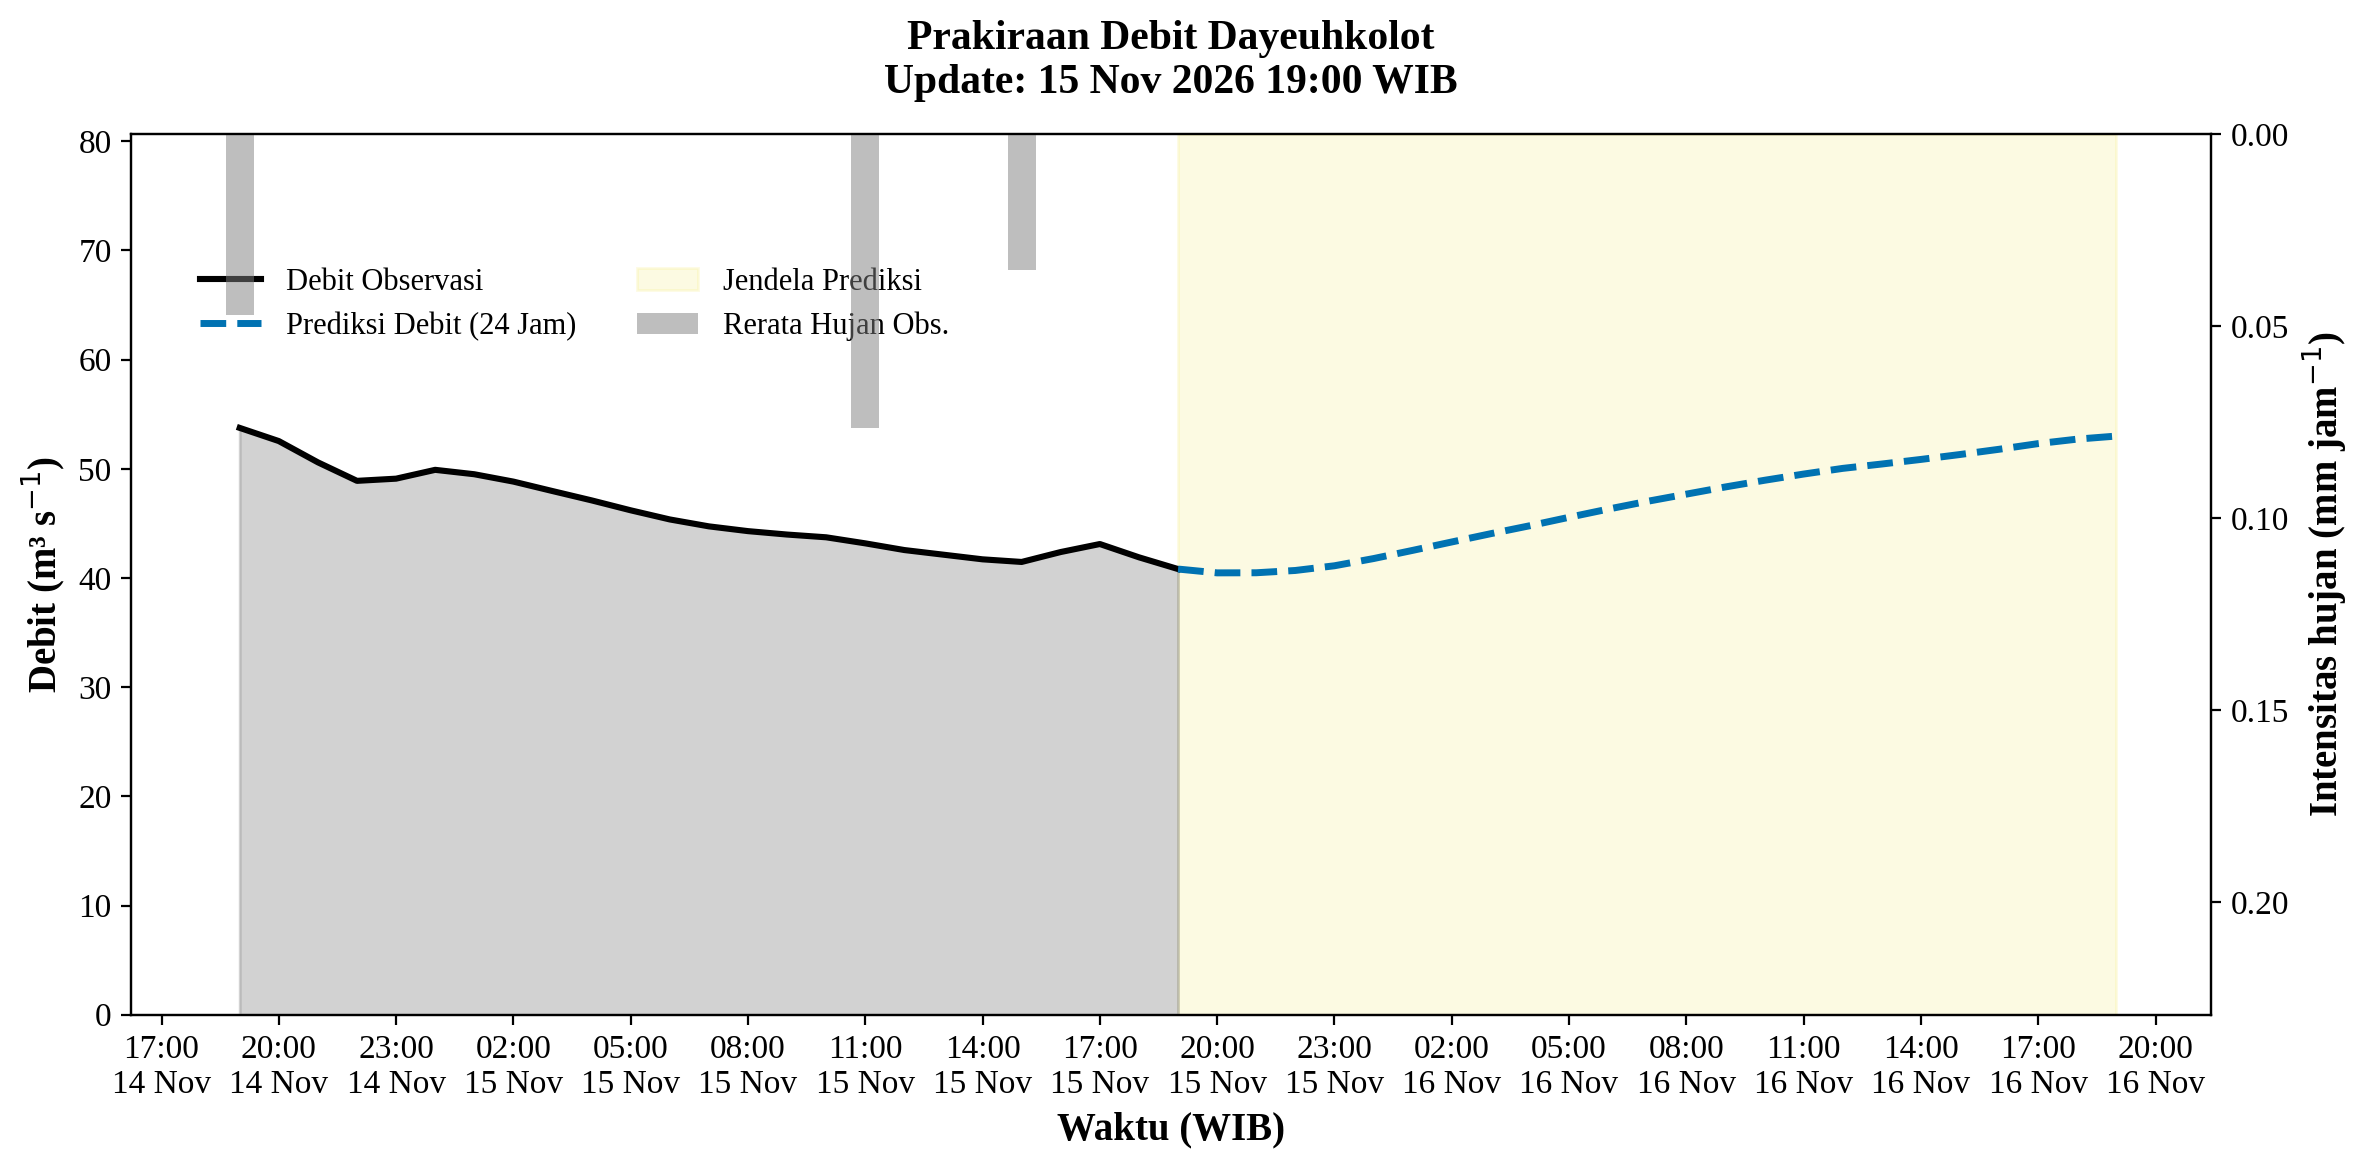 Prakiraan Debit Dayeuhkolot
Update: 15 Nov 2026 19:00 WIB
80
70
60
50
40
30
20
10
0
Debit (m³ s⁻¹)
Debit Observasi
Prediksi Debit (24 Jam)
Jendela Prediksi
Rerata Hujan Obs.
0.00
0.05
0.10
0.15
0.20
Intensitas hujan (mm jam⁻¹)
17:00 20:00 23:00 02:00 05:00 08:00 11:00 14:00 17:00 20:00 23:00 02:00 05:00 08:00 11:00 14:00 17:00 20:00
14 Nov 14 Nov 14 Nov 15 Nov 15 Nov 15 Nov 15 Nov 15 Nov 15 Nov 15 Nov 15 Nov 16 Nov 16 Nov 16 Nov 16 Nov 16 Nov 16 Nov 16 Nov
Waktu (WIB)